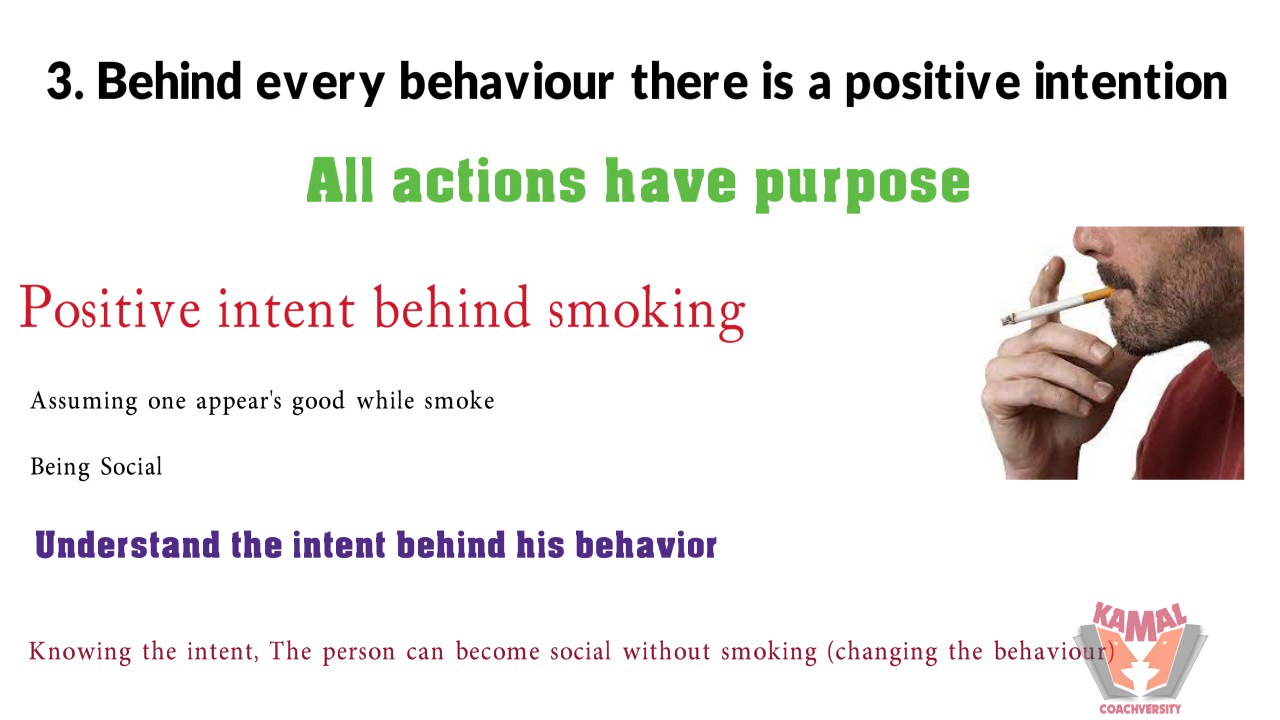 3. Behind every behaviour there is a positive intention
All actions have purpose
Positive intent behind smoking
Assuming one appear's good while smoke
Being Social
Understand the intent behind his behavior
Knowing the intent, The person can become social without smoking (changing the behaviour)
KAMAL
COACHVERSITY